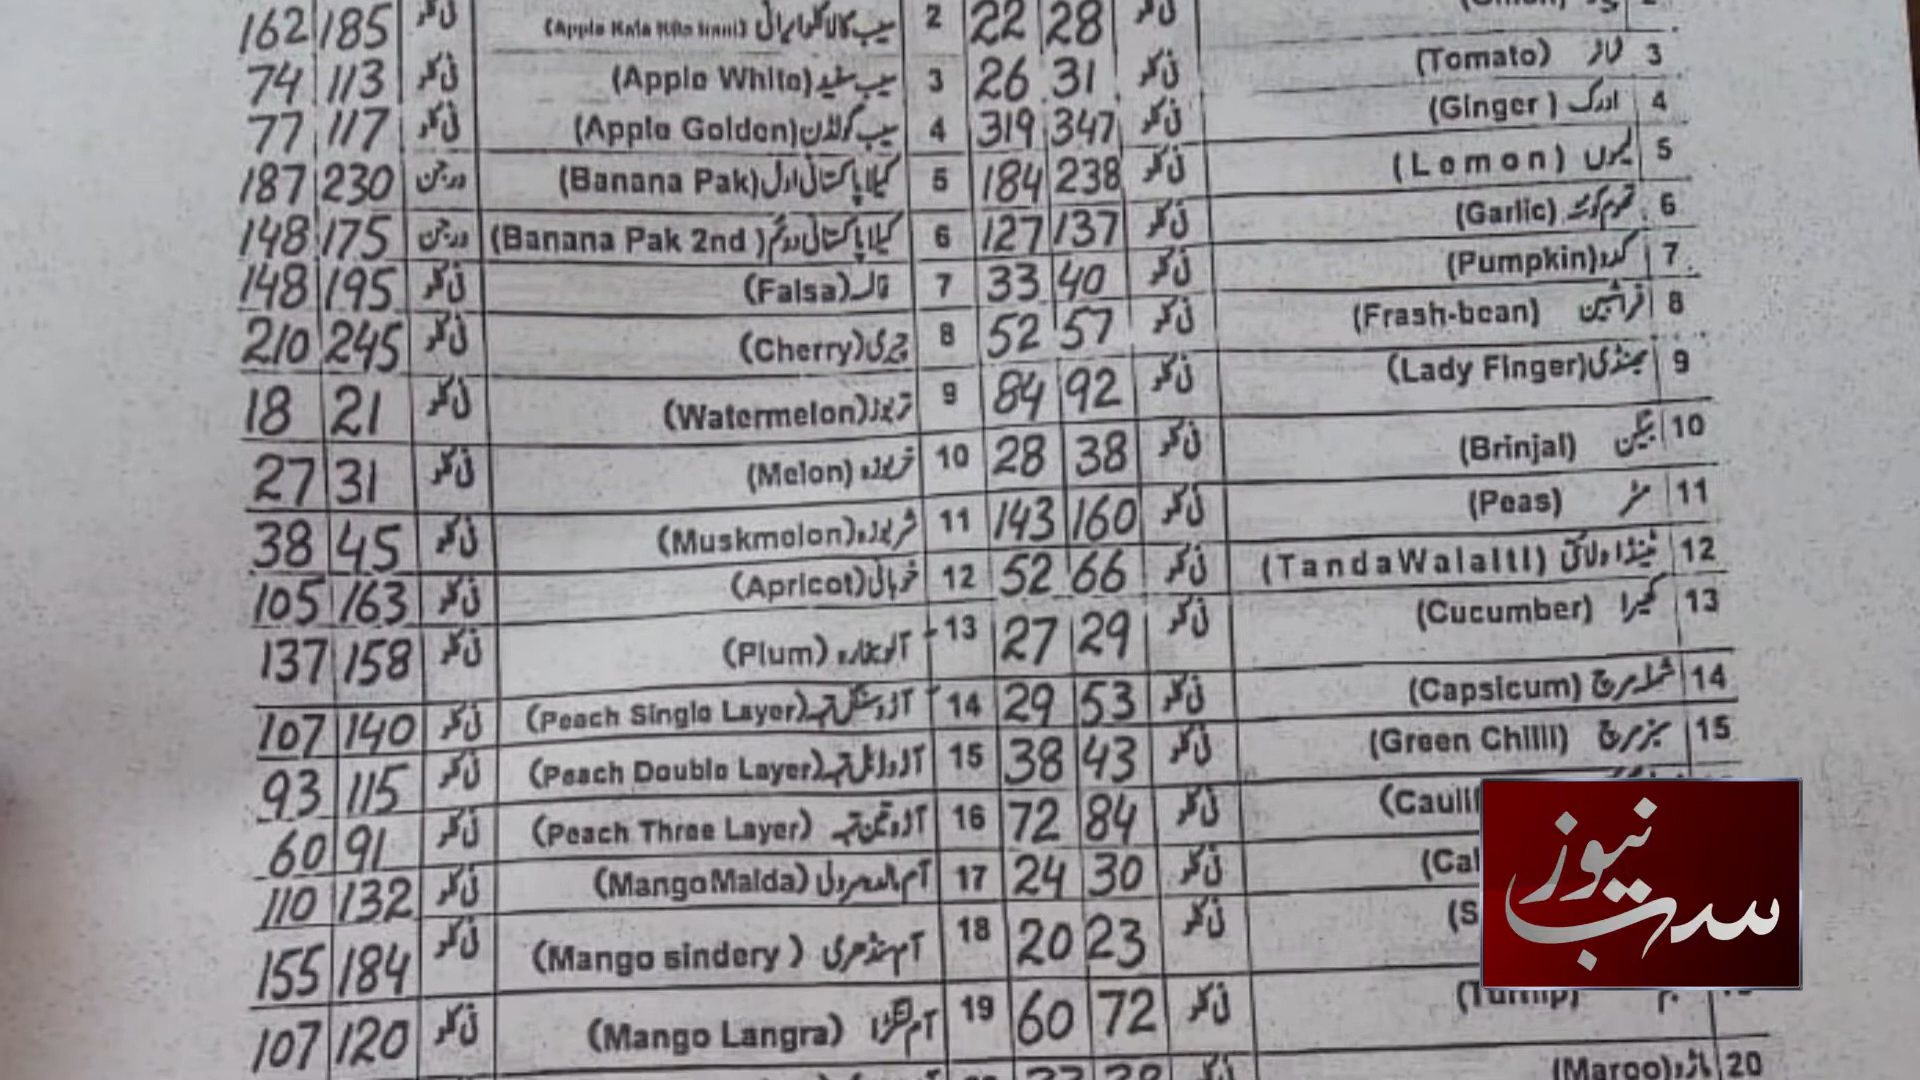 162 185 فی کلو سیب کالا کلو ایرانی (Apple Kala Kilo Irani) 2 22 28 فی کلو
74 113 فی کلو سیب سفید (Apple White) 3 26 31 فی کلو ٹماٹر (Tomato) 3
77 117 فی کلو سیب گولڈن (Apple Golden) 4 319 347 فی کلو ادرک (Ginger) 4
187 230 درجن کیلا پاکستانی اول (Banana Pak) 5 184 238 فی کلو لیموں (Lemon) 5
148 175 درجن کیلا پاکستانی دوئم (Banana Pak 2nd) 6 127 137 فی کلو (Garlic) 6
148 195 فی کلو فالسہ (Falsa) 7 33 40 فی کلو کدو (Pumpkin) 7
210 245 فی کلو چیری (Cherry) 8 52 57 فی کلو فراشبین (Frash-bean) 8
18 21 فی کلو تربوز (Watermelon) 9 84 92 فی کلو بھنڈی (Lady Finger) 9
27 31 فی کلو خربوزہ (Melon) 10 28 38 فی کلو بینگن (Brinjal) 10
38 45 فی کلو خربوزہ (Muskmelon) 11 143 160 فی کلو مٹر (Peas) 11
105 163 فی کلو خوبانی (Apricot) 12 52 66 فی کلو ٹینڈا ولائتی (TandaWalaiti) 12
137 158 فی کلو آلو بخارہ (Plum) 13 27 29 فی کلو کھیرا (Cucumber) 13
107 140 فی کلو آڑو سنگل تہہ (Peach Single Layer) 14 29 53 فی کلو شملہ مرچ (Capsicum) 14
93 115 فی کلو آڑو ڈبل تہہ (Peach Double Layer) 15 38 43 فی کلو سبز مرچ (Green Chilli) 15
60 91 فی کلو آڑو تین تہہ (Peach Three Layer) 16 72 84 فی کلو (Caulif
110 132 فی کلو آم مالدہ اول (Mango Malda) 17 24 30 فی کلو
155 184 فی کلو آم سندھڑی (Mango sindery) 18 20 23 فی کلو
107 120 فی کلو آم لنگڑا (Mango Langra) 19 60 72 فی کلو (Turnip)
(Maroo) 20
سب نیوز